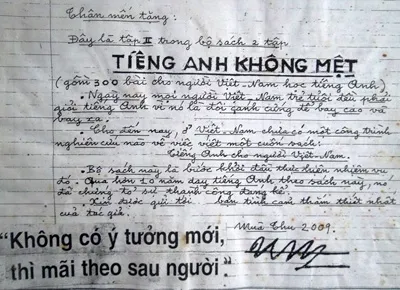 Thân mến tặng:
Đây là tập II trong bộ sách 2 tập
TIẾNG ANH KHÔNG MỆT
(gồm 300 bài cho người Việt-Nam học tiếng Anh)
. Ngày nay mọi người Việt-Nam trẻ tuổi đều phải
giỏi tiếng Anh vì nó là đôi cánh cứng để bay cao và
bay xa.
. Cho đến nay, ở Việt-Nam chưa có một công trình
nghiên cứu nào về việc viết một cuốn sách:
Tiếng Anh cho người Việt-Nam.
. Bộ sách này là bước khởi đầu thực hiện nhiệm vụ
đó. Qua hơn 10 năm dạy tiếng Anh theo sách này, nó
đã chứng tỏ sự thành công đáng kể.
Xin được gửi tới bạn tình cảm thắm thiết nhất
của tác giả.
Mùa Thu 2009.
"Không có ý tưởng mới,
thì mãi theo sau người".